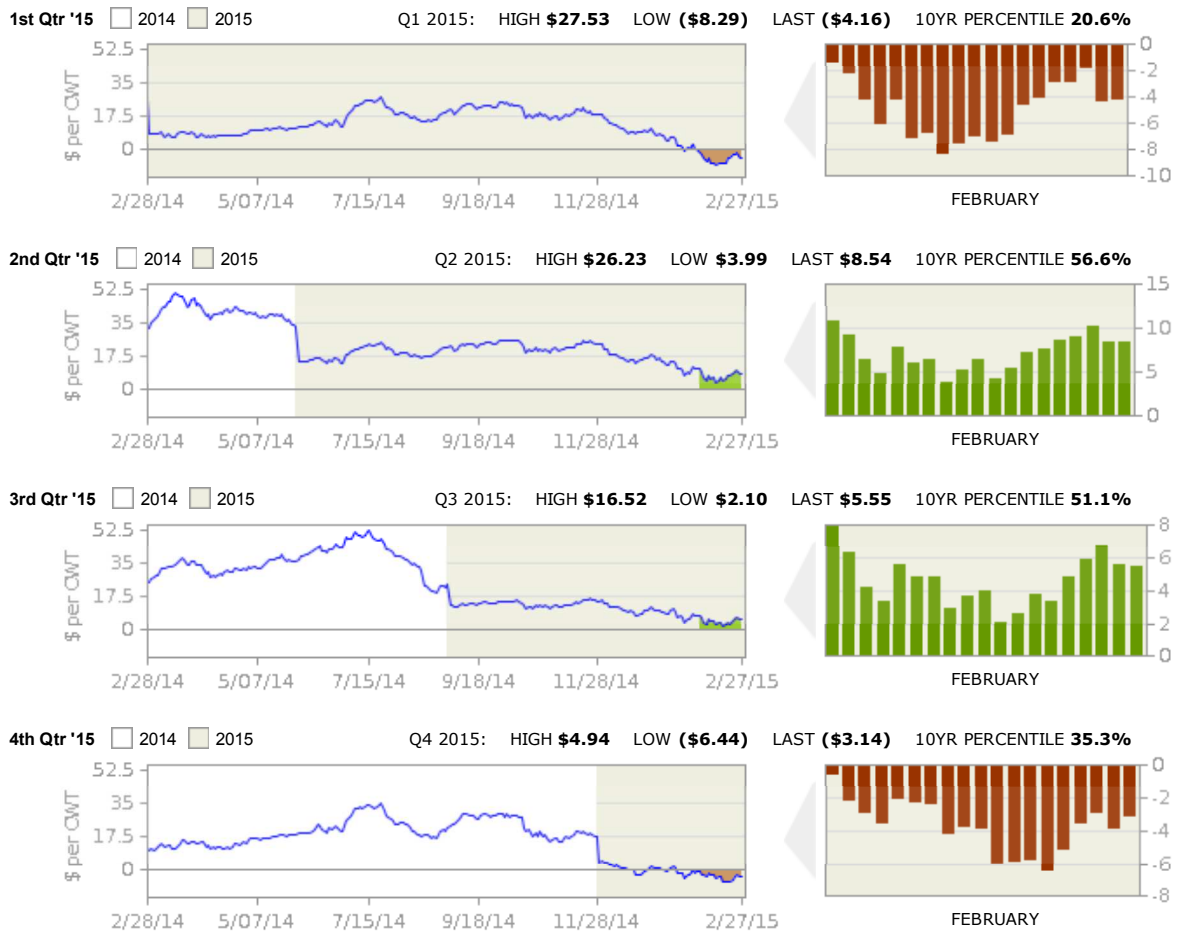 1st Qtr '15 2014 2015 Q1 2015: HIGH $27.53 LOW ($8.29) LAST ($4.16) 10YR PERCENTILE 20.6%
52.5
35
17.5
0
$ per CWT
2/28/14 5/07/14 7/15/14 9/18/14 11/28/14 2/27/15
0
-2
-4
-6
-8
-10
FEBRUARY
2nd Qtr '15 2014 2015 Q2 2015: HIGH $26.23 LOW $3.99 LAST $8.54 10YR PERCENTILE 56.6%
52.5
35
17.5
0
$ per CWT
2/28/14 5/07/14 7/15/14 9/18/14 11/28/14 2/27/15
15
10
5
0
FEBRUARY
3rd Qtr '15 2014 2015 Q3 2015: HIGH $16.52 LOW $2.10 LAST $5.55 10YR PERCENTILE 51.1%
52.5
35
17.5
0
$ per CWT
2/28/14 5/07/14 7/15/14 9/18/14 11/28/14 2/27/15
8
6
4
2
0
FEBRUARY
4th Qtr '15 2014 2015 Q4 2015: HIGH $4.94 LOW ($6.44) LAST ($3.14) 10YR PERCENTILE 35.3%
52.5
35
17.5
0
$ per CWT
2/28/14 5/07/14 7/15/14 9/18/14 11/28/14 2/27/15
0
-2
-4
-6
-8
FEBRUARY